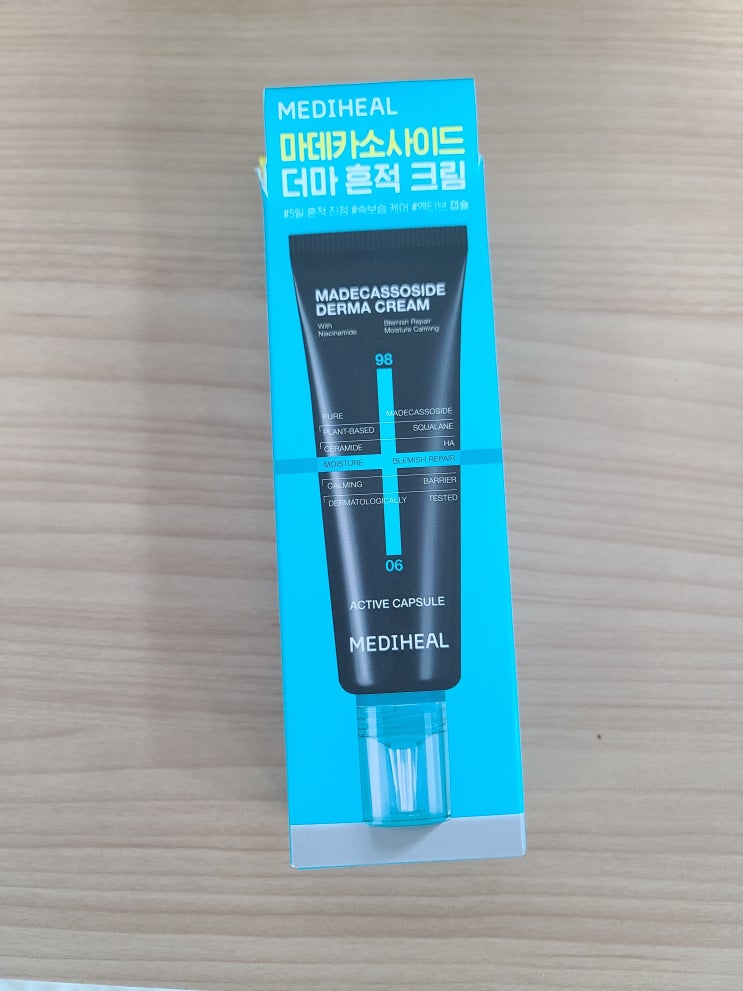 MEDIHEAL
마데카소사이드
더마 흔적 크림
#5일 흔적 진정 #속보습 케어 #액티브 캡슐
MADECASSOSIDE
DERMA CREAM
With Niacinamide
Blemish Repair
Moisture Calming
98
PURE MADECASSOSIDE
PLANT-BASED SQUALANE
CERAMIDE HA
MOISTURE BLEMISH REPAIR
CALMING BARRIER
DERMATOLOGICALLY TESTED
06
ACTIVE CAPSULE
MEDIHEAL